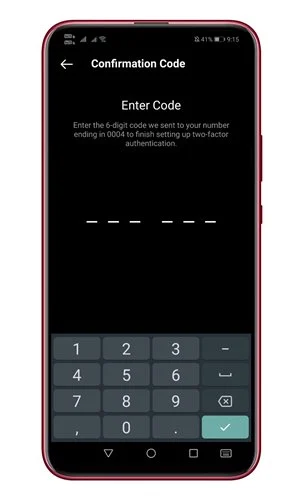 41% 9:15
Confirmation Code
Enter Code
Enter the 6-digit code we sent to your number
ending in 0004 to finish setting up two-factor
authentication.
1 2 3 –
4 5 6
7 8 9
, 0 .